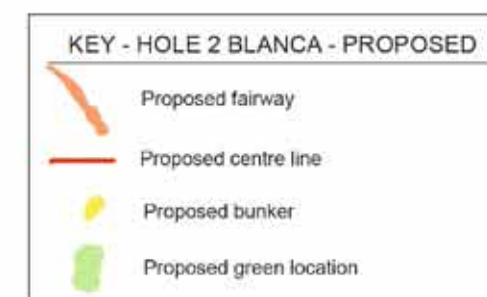 KEY - HOLE 2 BLANCA - PROPOSED
Proposed fairway
Proposed centre line
Proposed bunker
Proposed green location